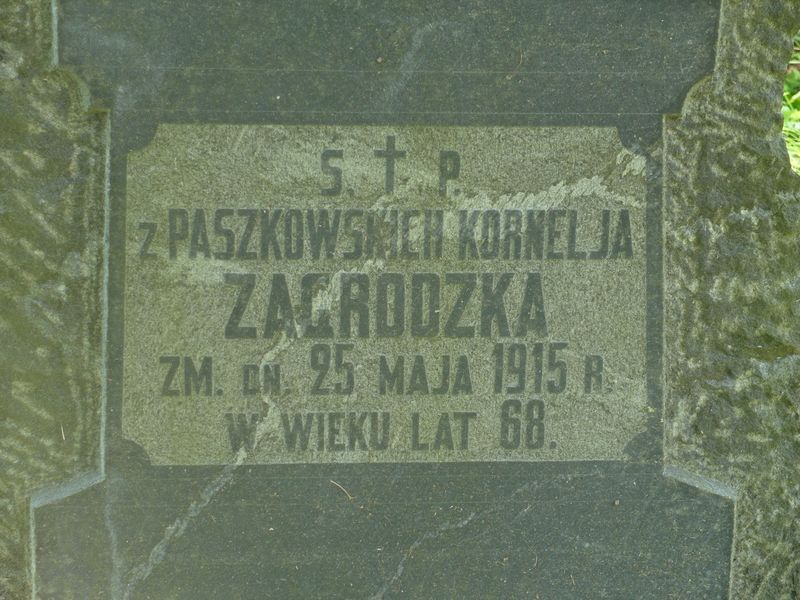 Ś. † P.
z PASZKOWSKICH KORNELJA
ZAGRODZKA
ZM. DN. 25 MAJA 1915 R.
W WIEKU LAT 68.